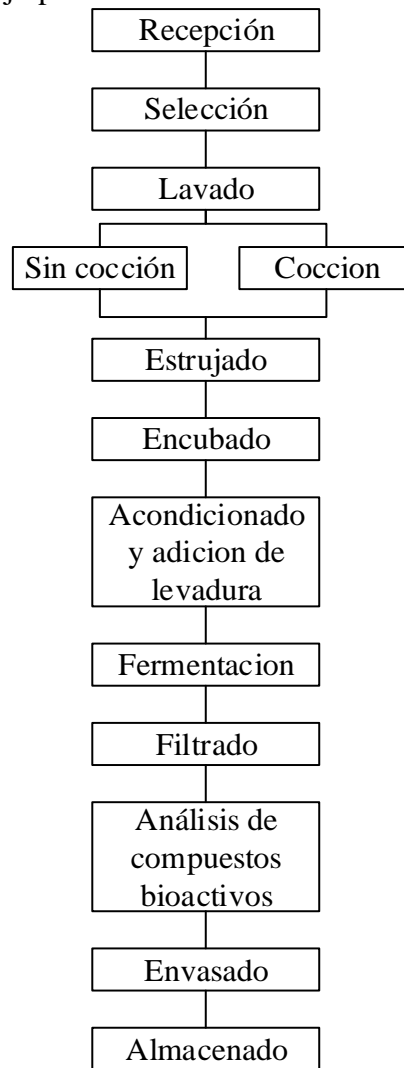 Recepción
Selección
Lavado
Sin cocción
Coccion
Estrujado
Encubado
Acondicionado
y adicion de
levadura
Fermentacion
Filtrado
Análisis de
compuestos
bioactivos
Envasado
Almacenado